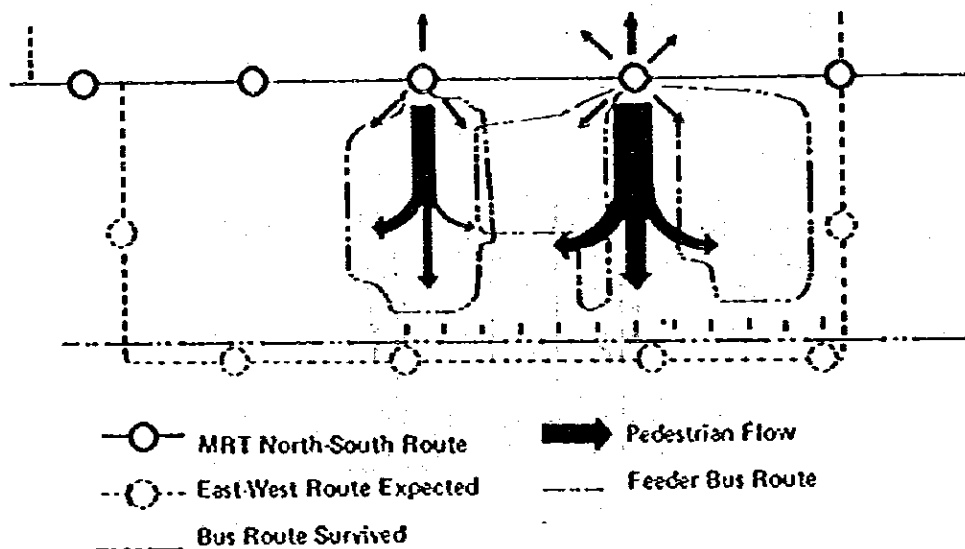 MRT North-South Route
East-West Route Expected
Bus Route Survived
Pedestrian Flow
Feeder Bus Route